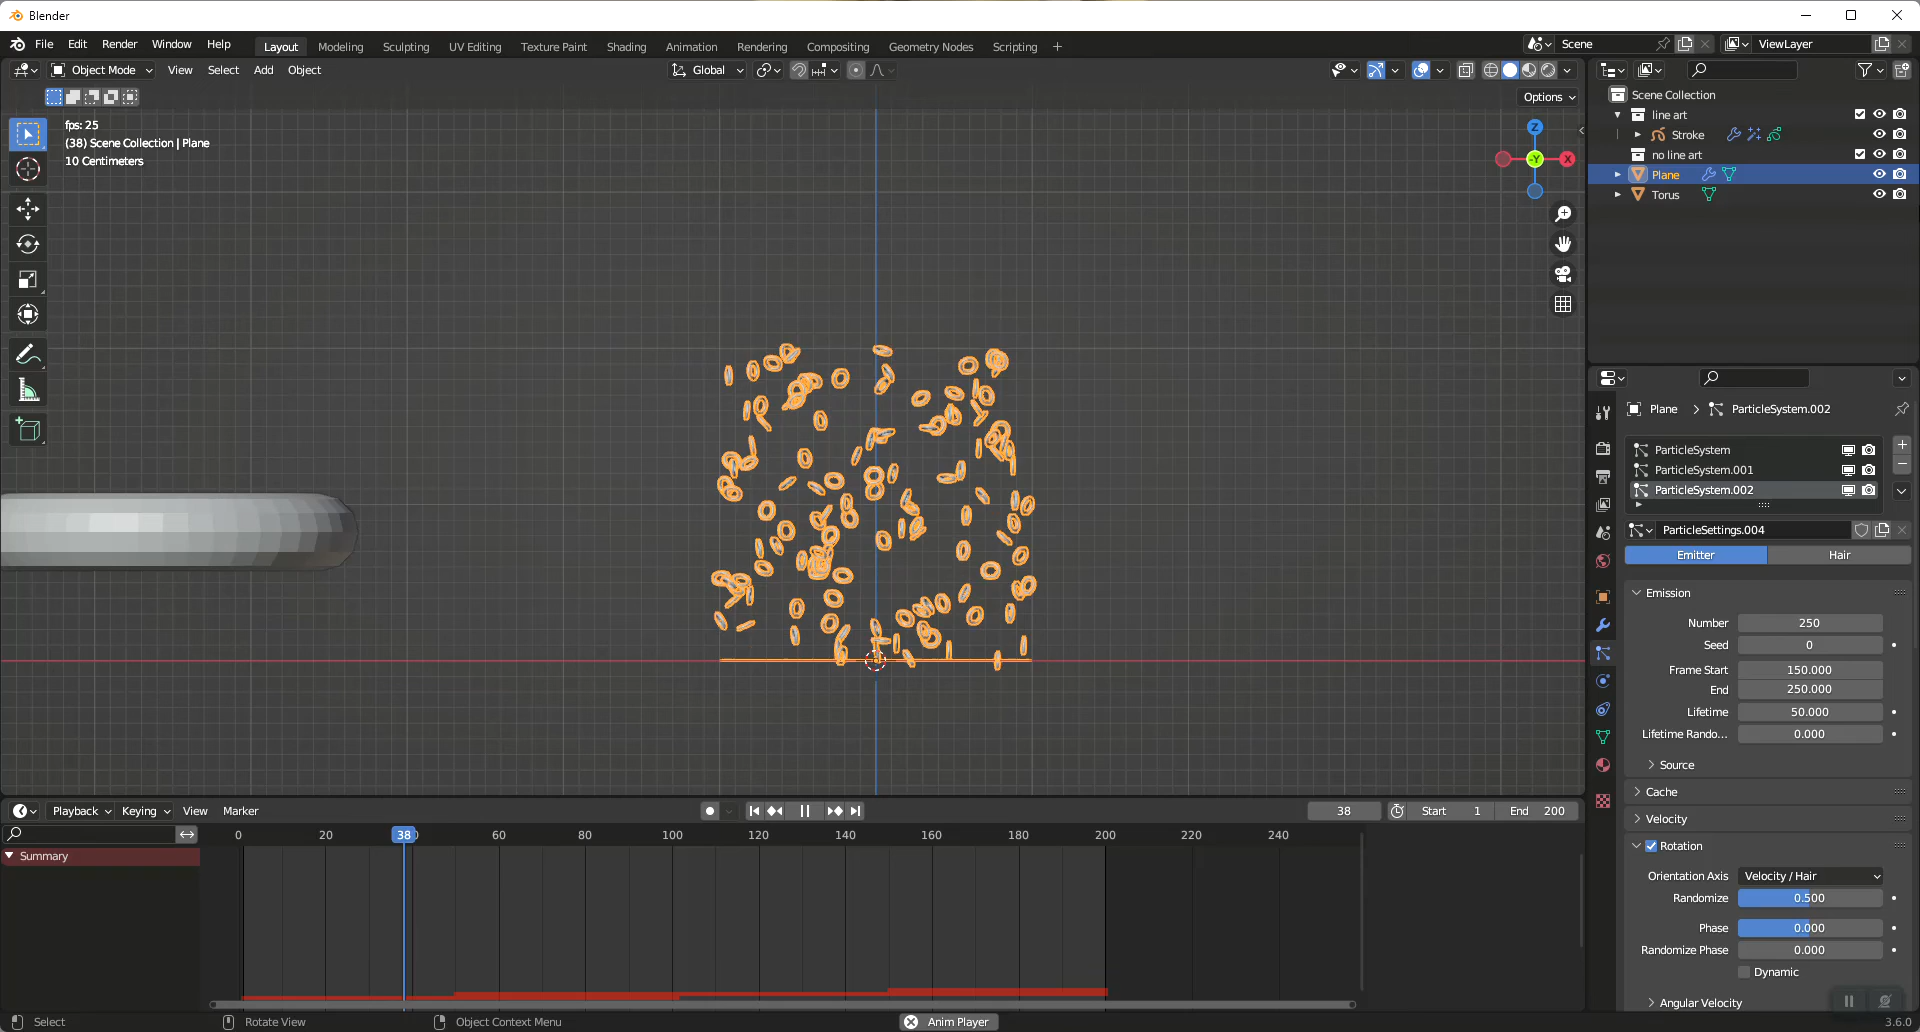 Blender
File Edit Render Window Help Layout Modeling Sculpting UV Editing Texture Paint Shading Animation Rendering Compositing Geometry Nodes Scripting + Scene ViewLayer
Object Mode View Select Add Object Global
Options
fps: 25
(38) Scene Collection | Plane
10 Centimeters
Z
-Y X
Scene Collection
line art
Stroke
no line art
Plane
Torus
Plane > ParticleSystem.002
ParticleSystem
ParticleSystem.001
ParticleSystem.002
ParticleSettings.004
Emitter Hair
Emission
Number 250
Seed 0
Frame Start 150.000
End 250.000
Lifetime 50.000
Lifetime Rando... 0.000
Source
Cache
Velocity
Rotation
Orientation Axis Velocity / Hair
Randomize 0.500
Phase 0.000
Randomize Phase 0.000
Dynamic
Angular Velocity
Playback Keying View Marker 38 Start 1 End 200
0 20 38 60 80 100 120 140 160 180 200 220 240
Summary
Select Rotate View Object Context Menu Anim Player 3.6.0